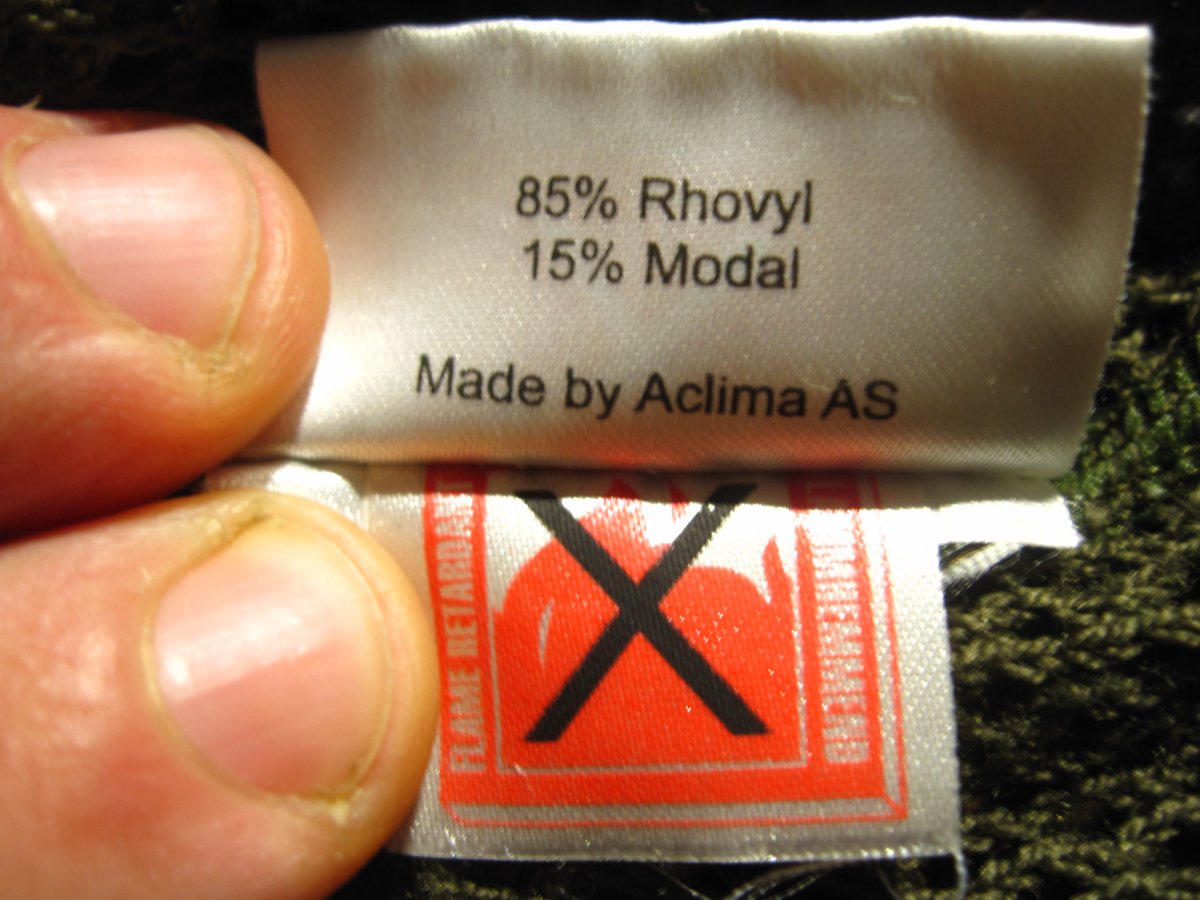 85% Rhovyl
15% Modal
Made by Aclima AS
FLAME RETARDANT